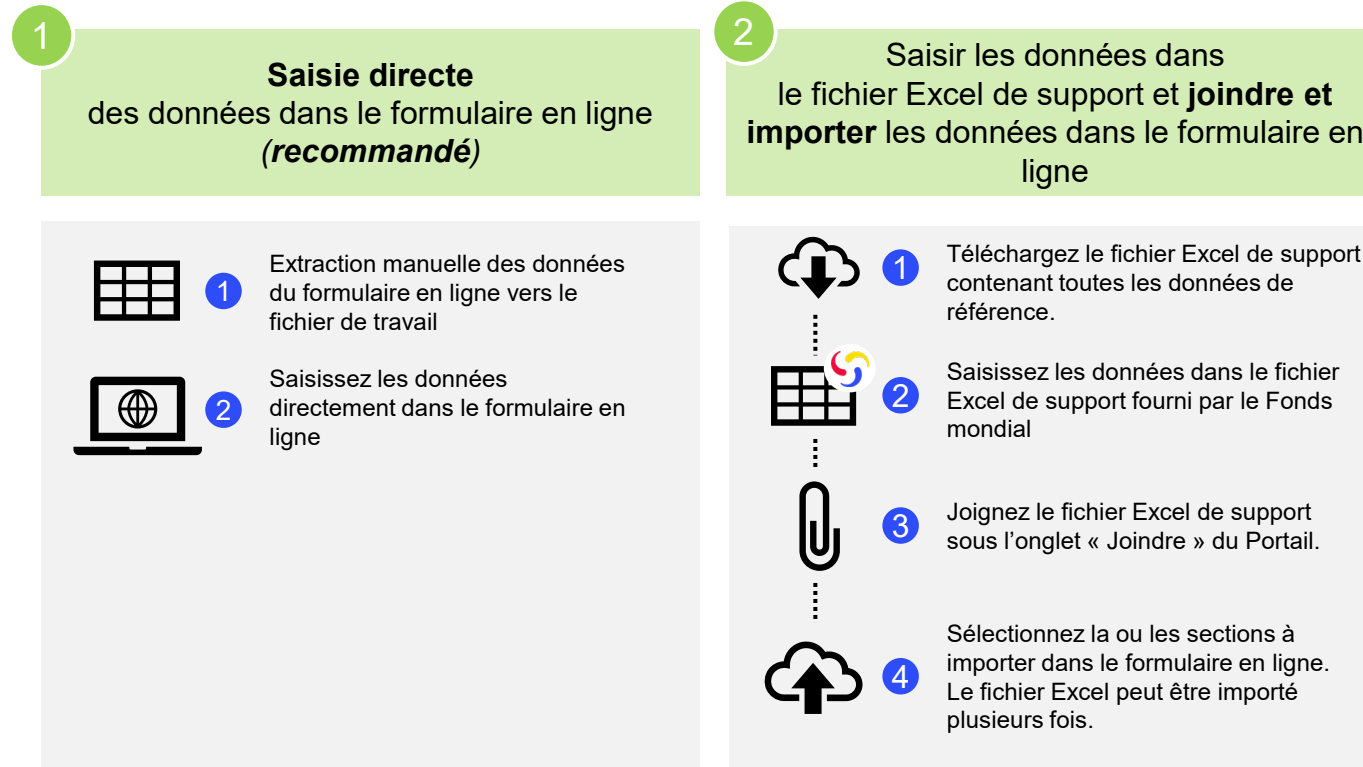 1
Saisie directe
des données dans le formulaire en ligne
(recommandé)
1
Extraction manuelle des données
du formulaire en ligne vers le
fichier de travail
2
Saisissez les données
directement dans le formulaire en
ligne
2
Saisir les données dans
le fichier Excel de support et joindre et
importer les données dans le formulaire en
ligne
1
Téléchargez le fichier Excel de support
contenant toutes les données de
référence.
2
Saisissez les données dans le fichier
Excel de support fourni par le Fonds
mondial
3
Joignez le fichier Excel de support
sous l’onglet « Joindre » du Portail.
4
Sélectionnez la ou les sections à
importer dans le formulaire en ligne.
Le fichier Excel peut être importé
plusieurs fois.